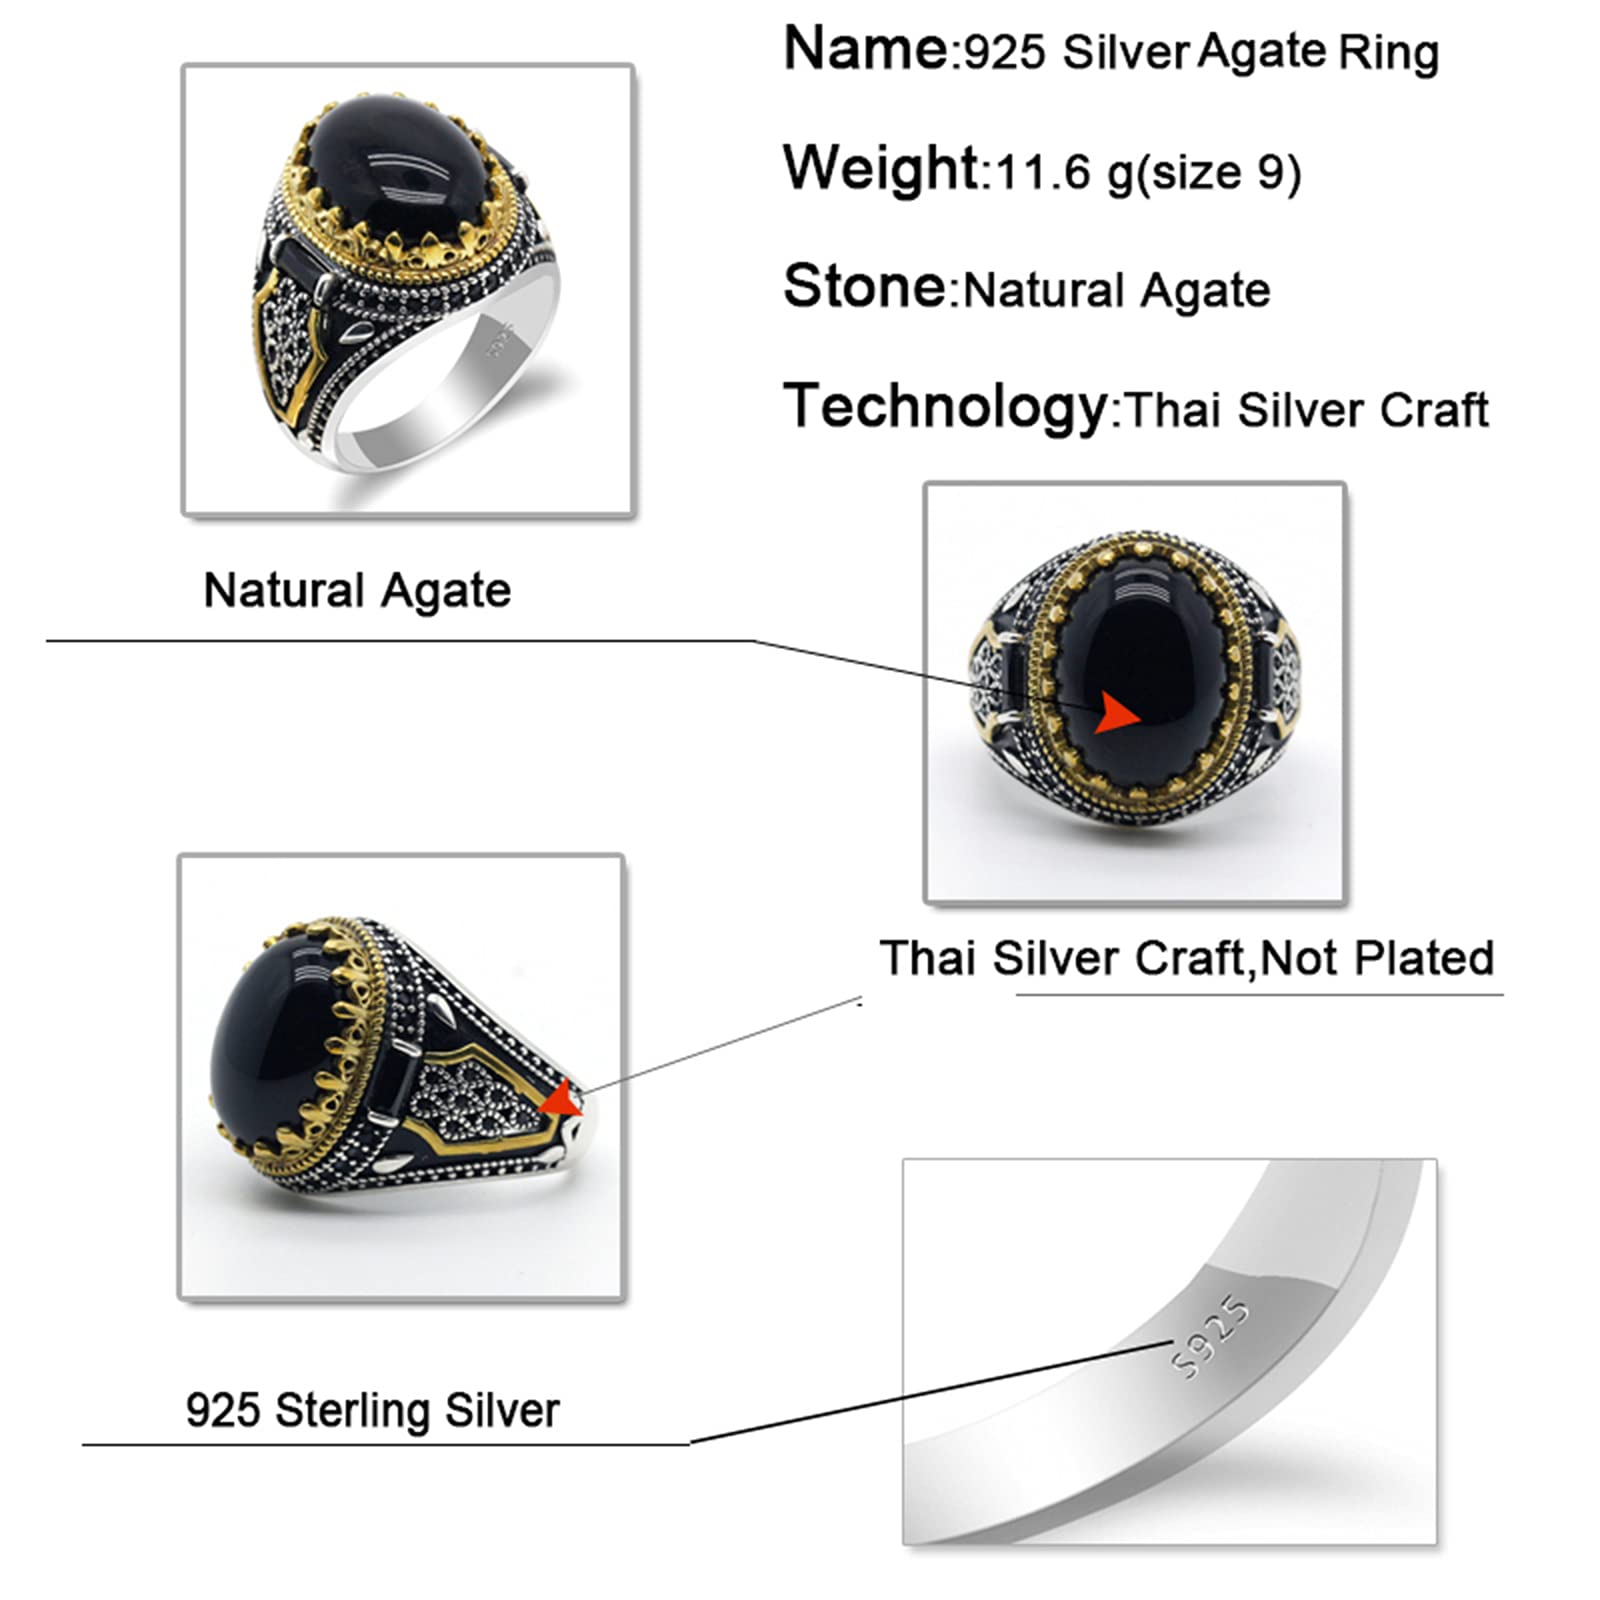 Name:925 Silver Agate Ring
Weight:11.6 g(size 9)
Stone:Natural Agate
Technology:Thai Silver Craft
Natural Agate
Thai Silver Craft,Not Plated
925 Sterling Silver
S925
S925